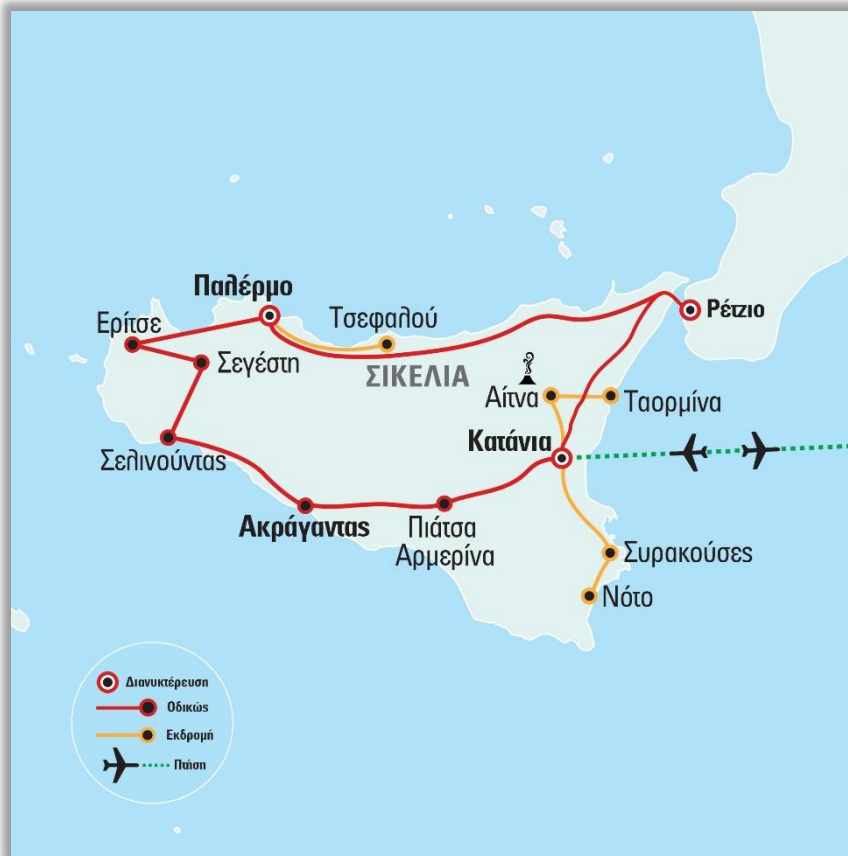 Παλέρμο
Ερίτσε
Τσεφαλού
Ρέτζιο
Σεγέστη
ΣΙΚΕΛΙΑ
Αίτνα
Ταορμίνα
Κατάνια
Σελινούντας
Ακράγαντας
Πιάτσα
Αρμερίνα
Συρακούσες
Νότο
Διανυκτέρευση
Οδικώς
Εκδρομή
Πτήση